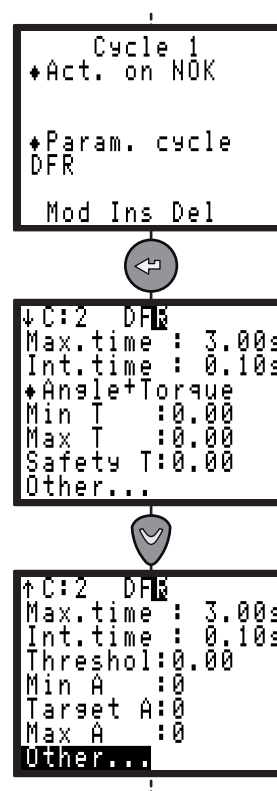 Cycle 1
♦Act. on NOK
♦Param. cycle
DFR
Mod Ins Del
↓C:2 DFR
Max.time : 3.00s
Int.time : 0.10s
♦Angle+Torque
Min T :0.00
Max T :0.00
Safety T:0.00
Other...
↑C:2 DFR
Max.time : 3.00s
Int.time : 0.10s
Threshol:0.00
Min A :0
Target A:0
Max A :0
Other...